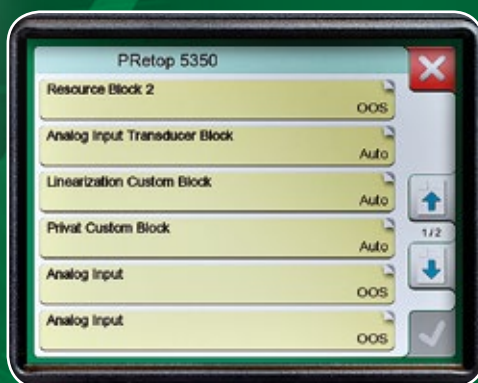 PRetop 5350
Resource Block 2
OOS
Analog Input Transducer Block
Auto
Linearization Custom Block
Auto
1/2
Privat Custom Block
Auto
Analog Input
OOS
Analog Input
OOS